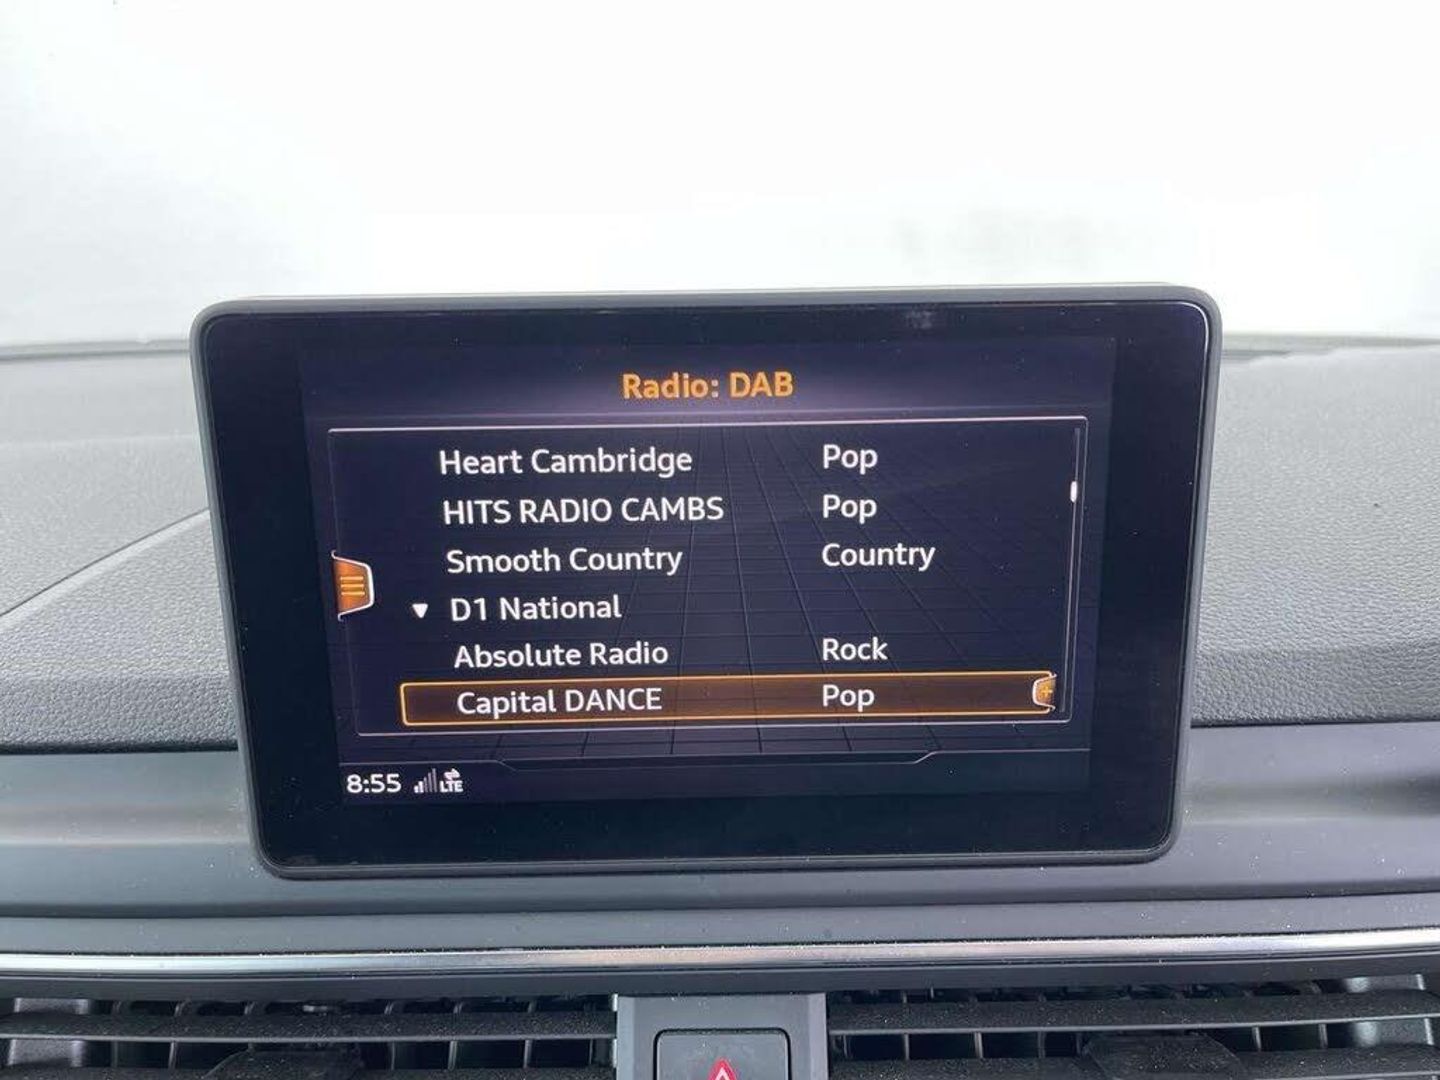 Radio: DAB
Heart Cambridge Pop
HITS RADIO CAMBS Pop
Smooth Country Country
D1 National
Absolute Radio Rock
Capital DANCE Pop
8:55 LTE